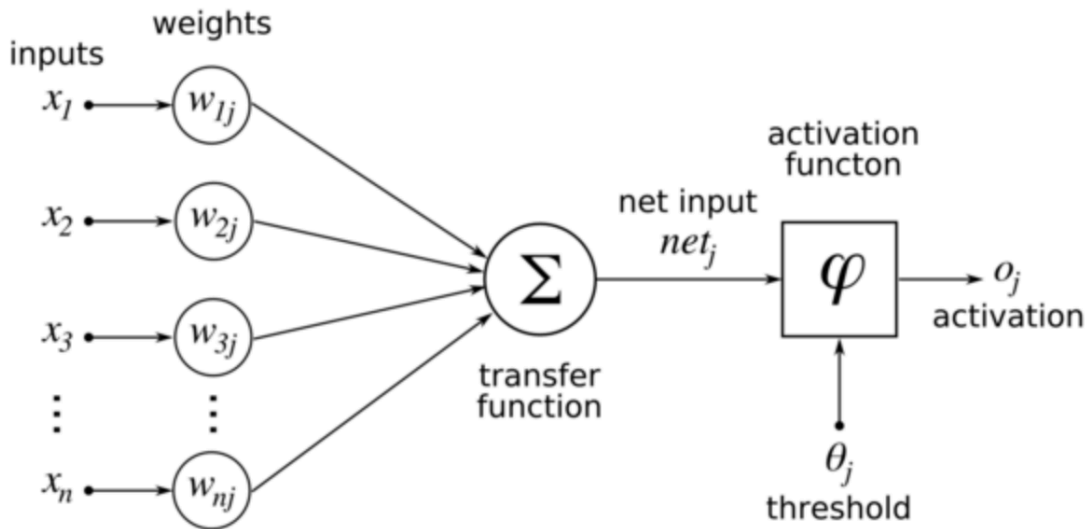 weights
inputs
x₁
w₁ⱼ
activation
functon
x₂
w₂ⱼ
net input
netⱼ
Σ
φ
oⱼ
activation
x₃
w₃ⱼ
transfer
function
⋮ ⋮
xₙ
wₙⱼ
θⱼ
threshold